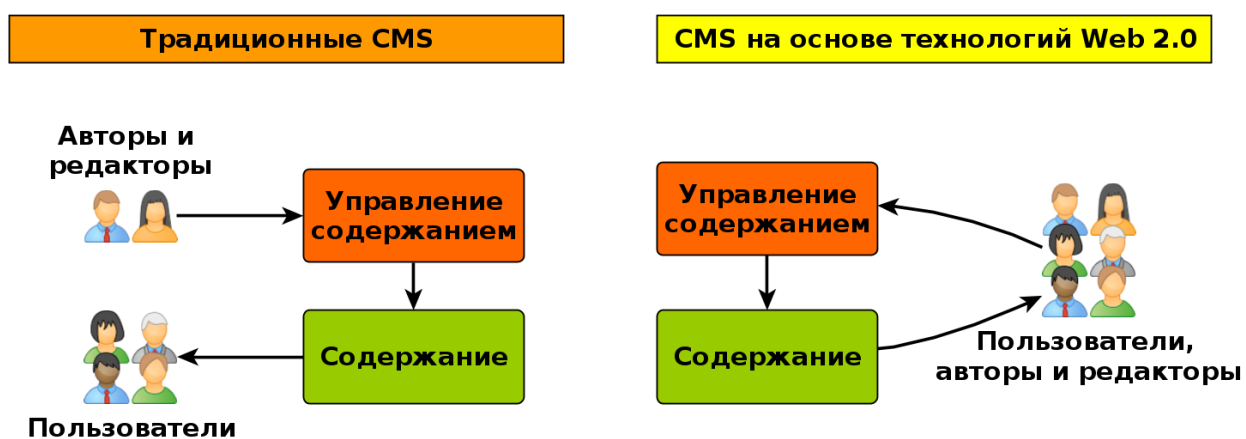 Традиционные CMS
Авторы и
редакторы
Управление
содержанием
Содержание
Пользователи
CMS на основе технологий Web 2.0
Управление
содержанием
Содержание
Пользователи,
авторы и редакторы